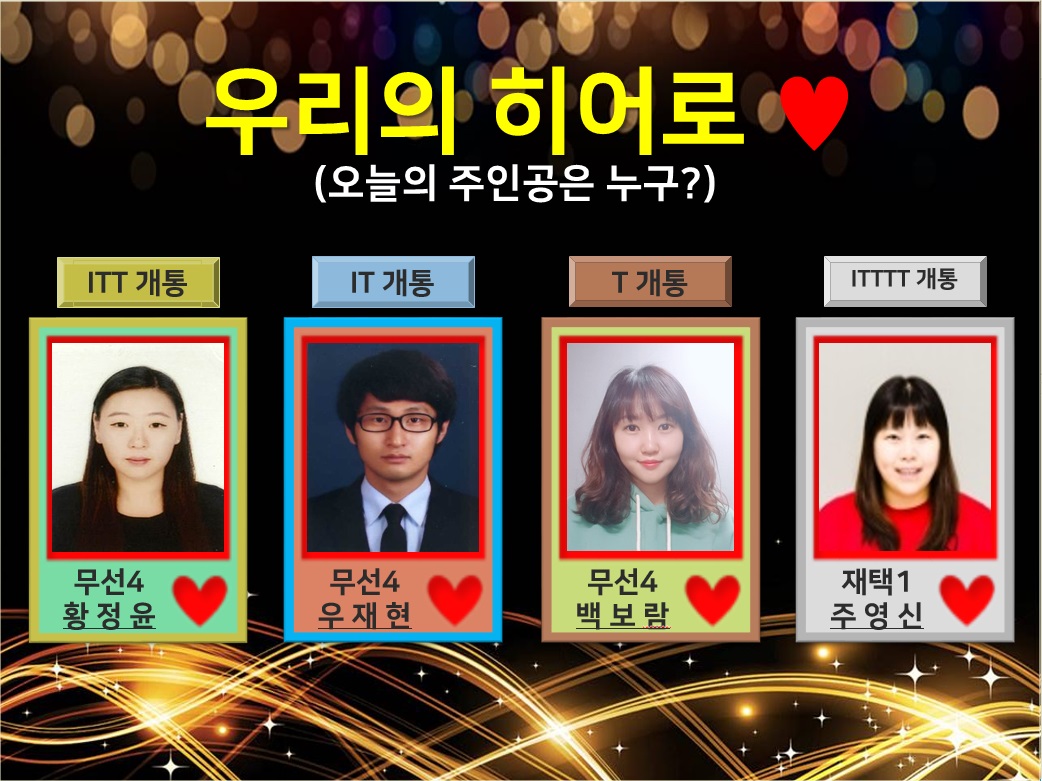 우리의 히어로 ♥
(오늘의 주인공은 누구?)
ITT 개통
IT 개통
T 개통
ITTTT 개통
무선4
황 정 윤
무선4
우 재 현
무선4
백 보 람
재택1
주 영 신